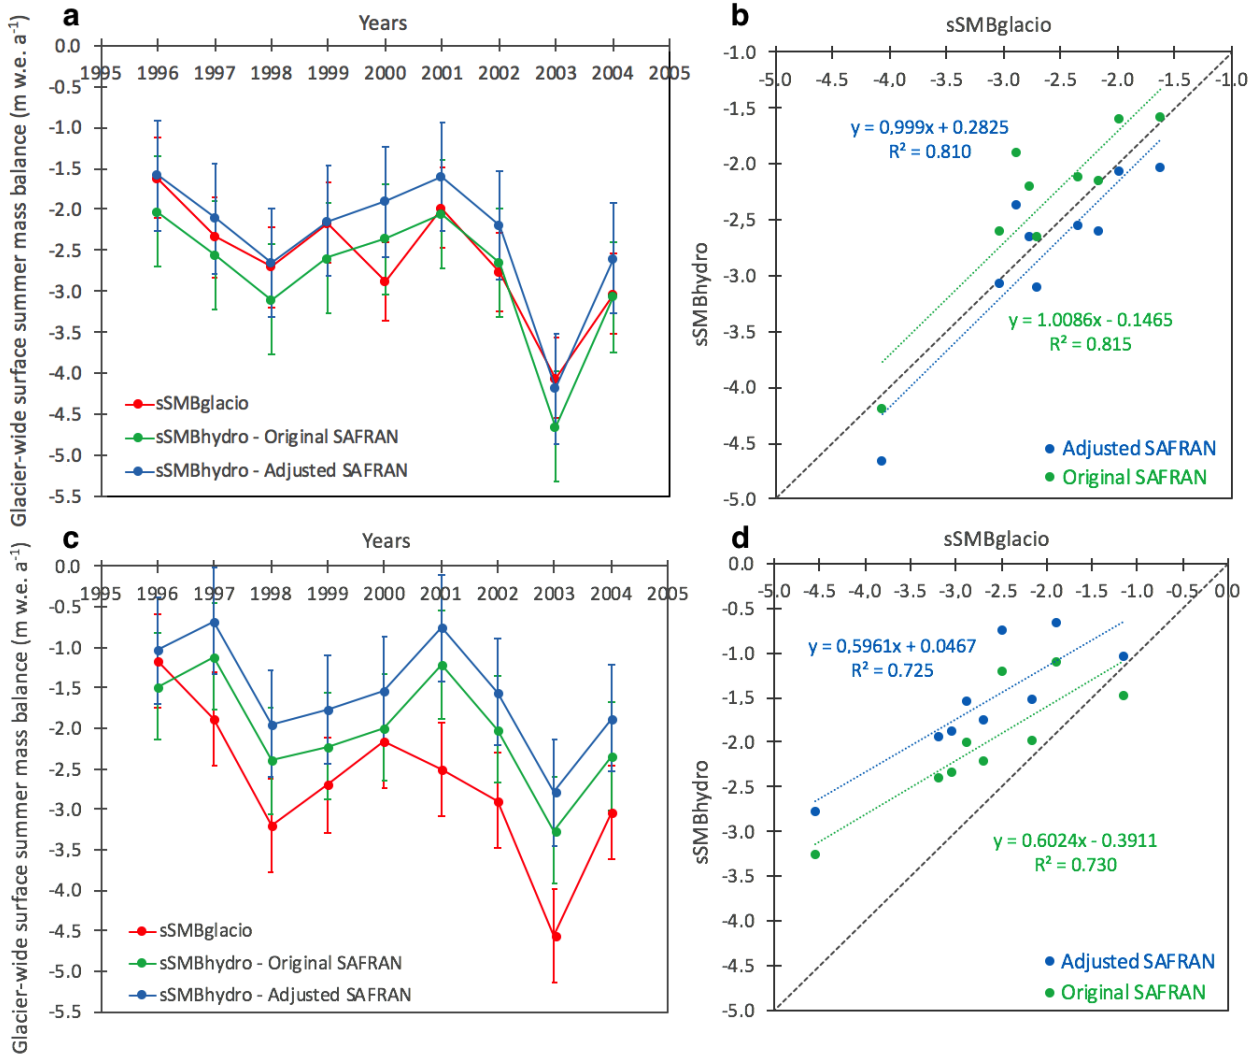 a
Years
0.0
1995 1996 1997 1998 1999 2000 2001 2002 2003 2004 2005
-0.5
-1.0
-1.5
-2.0
-2.5
-3.0
-3.5
-4.0
-4.5
-5.0
-5.5
Glacier-wide surface summer mass balance (m w.e. a⁻¹)
sSMBglacio
sSMBhydro - Original SAFRAN
sSMBhydro - Adjusted SAFRAN
b
sSMBglacio
-1.0
-5.0 -4.5 -4,0 -3.5 -3.0 -2.5 -2.0 -1.5 -1.0
-1.5
-2.0
-2.5
-3.0
-3.5
-4.0
-4.5
-5.0
sSMBhydro
y = 0,999x + 0.2825
R² = 0.810
y = 1.0086x - 0.1465
R² = 0.815
Adjusted SAFRAN
Original SAFRAN
c
Years
0.0
1995 1996 1997 1998 1999 2000 2001 2002 2003 2004 2005
-0.5
-1.0
-1.5
-2.0
-2.5
-3.0
-3.5
-4.0
-4.5
-5.0
-5.5
Glacier-wide surface summer mass balance (m w.e. a⁻¹)
sSMBglacio
sSMBhydro - Original SAFRAN
sSMBhydro - Adjusted SAFRAN
d
sSMBglacio
0.0
-5.0 -4.5 -4.0 -3.5 -3.0 -2.5 -2.0 -1.5 -1.0 -0.5 0.0
-0.5
-1.0
-1.5
-2.0
-2.5
-3.0
-3.5
-4.0
-4.5
-5.0
sSMBhydro
y = 0,5961x + 0.0467
R² = 0.725
y = 0.6024x - 0.3911
R² = 0.730
Adjusted SAFRAN
Original SAFRAN